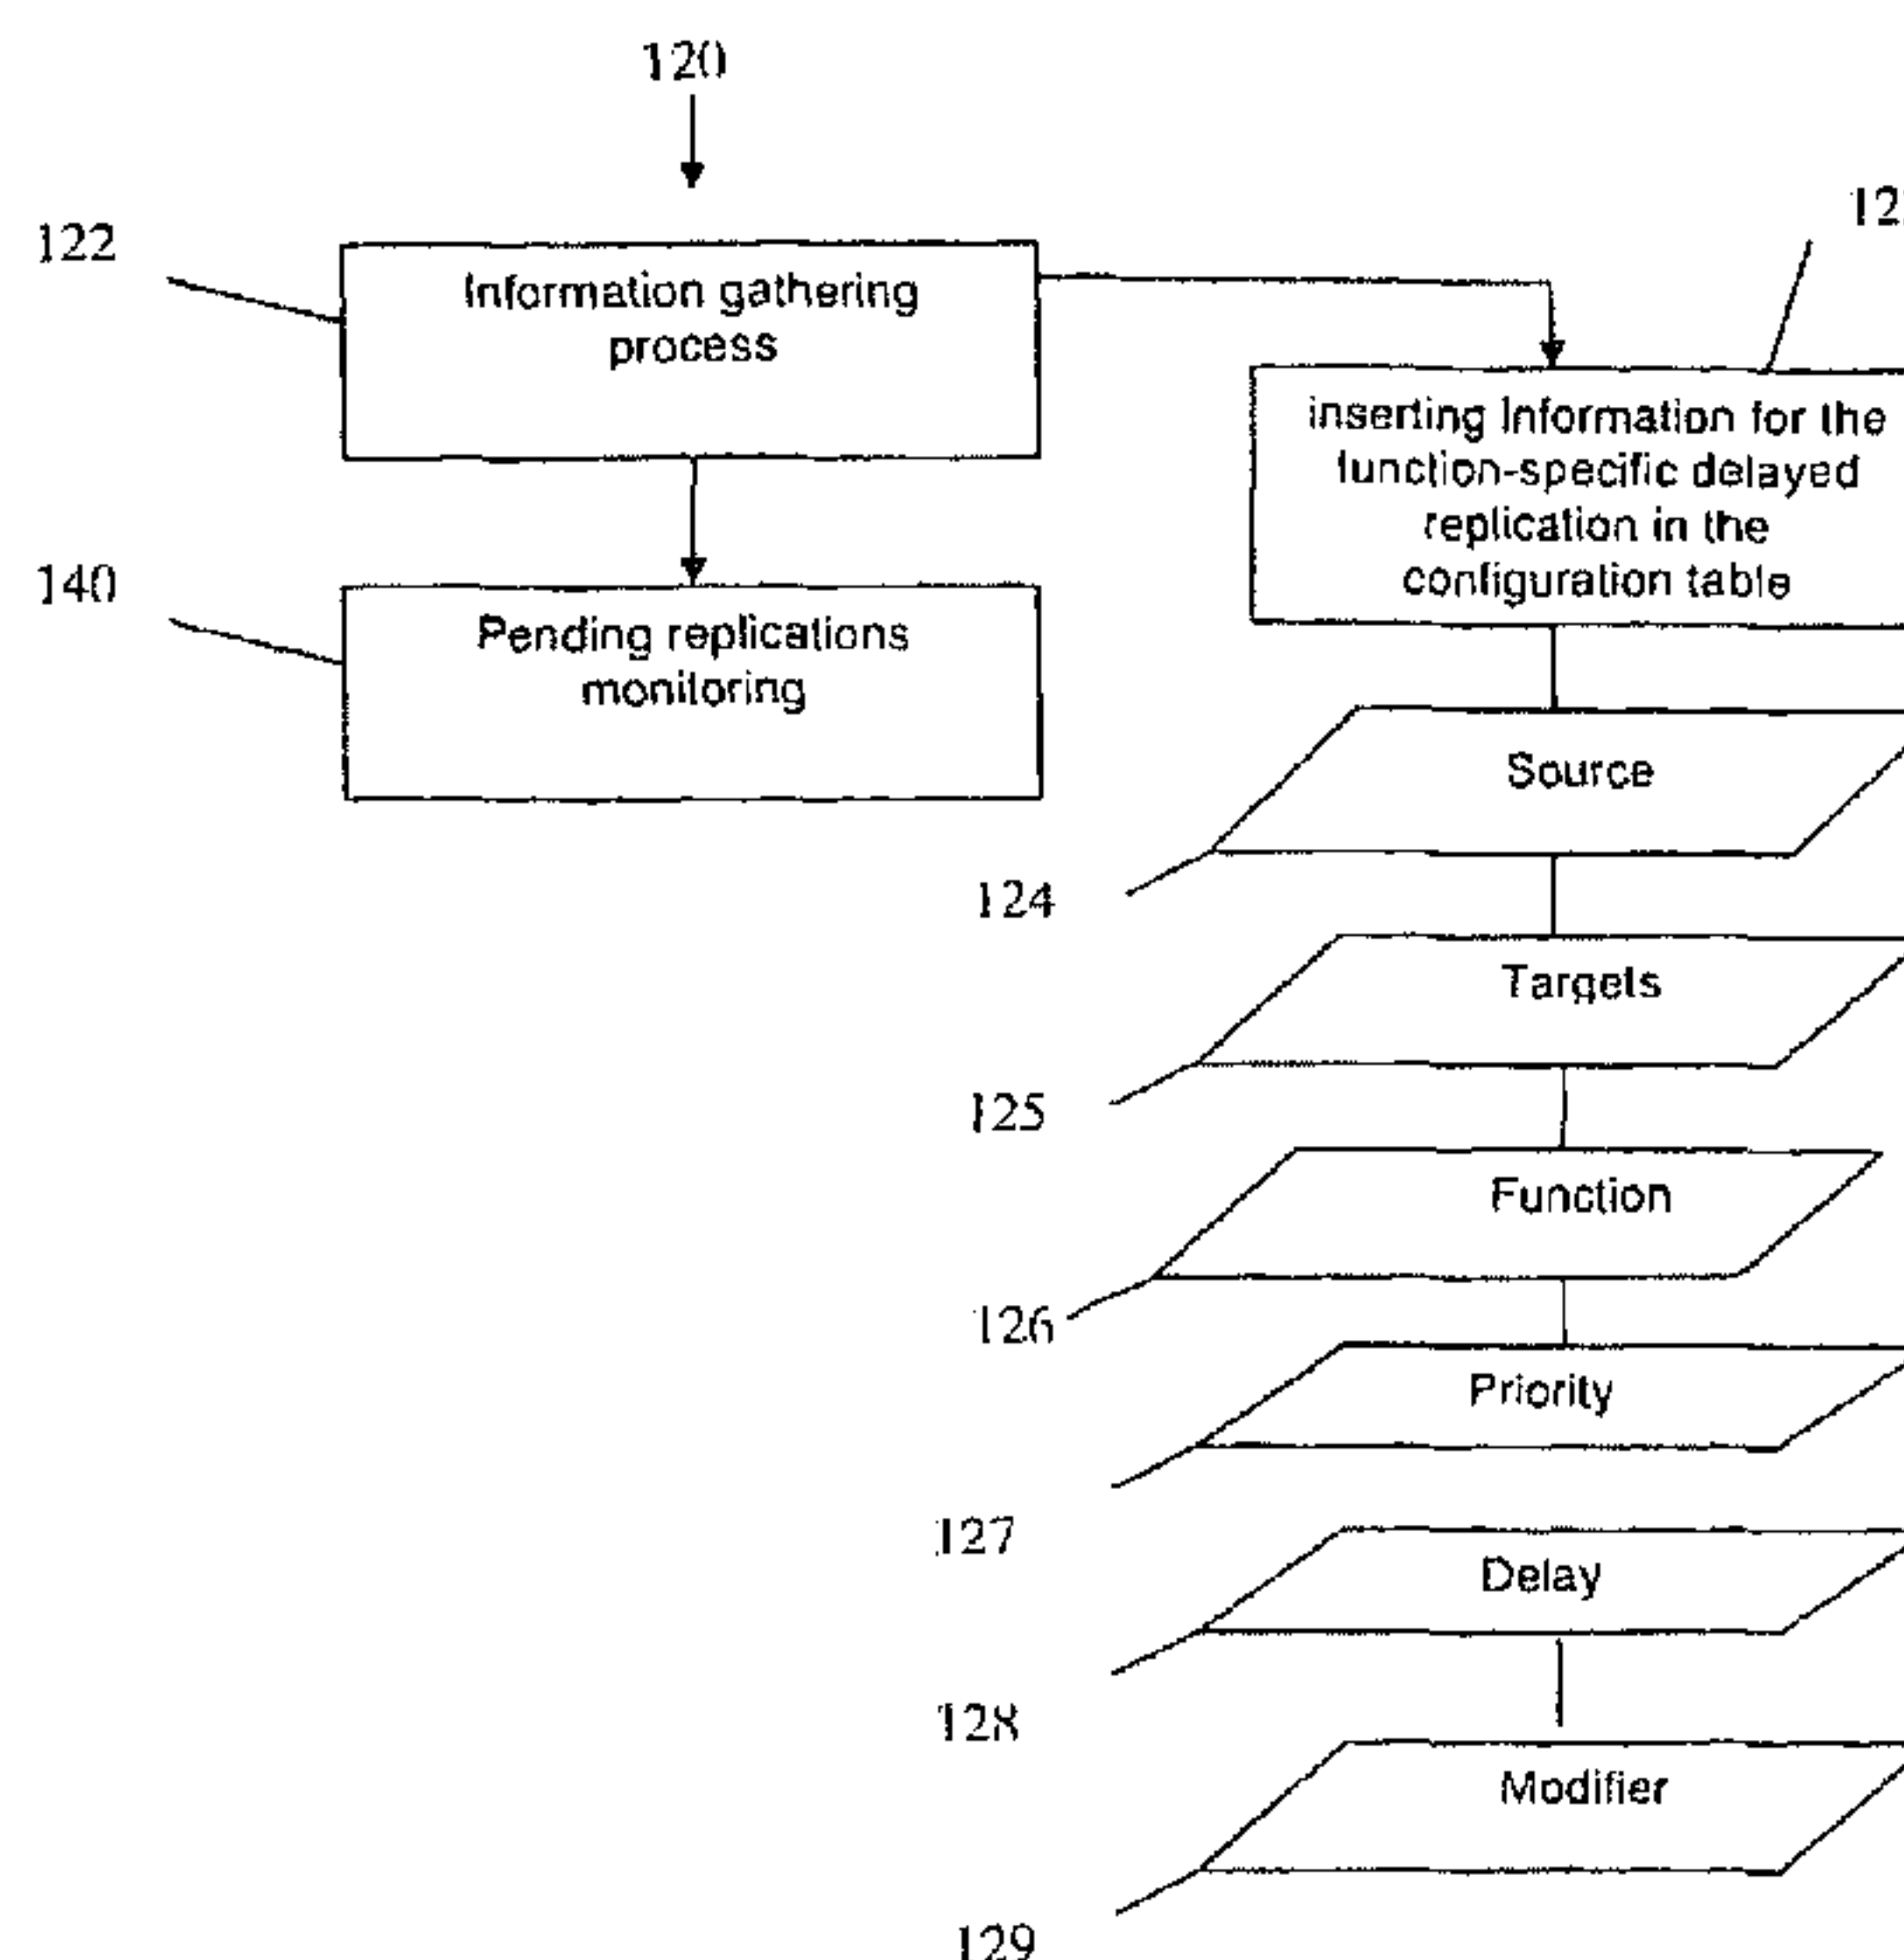 120
122
Information gathering
process
inserting Information for the
function-specific delayed
replication in the
configuration table
140
Pending replications
monitoring
Source
124
Targets
125
Function
126
Priority
127
Delay
128
Modifier
129